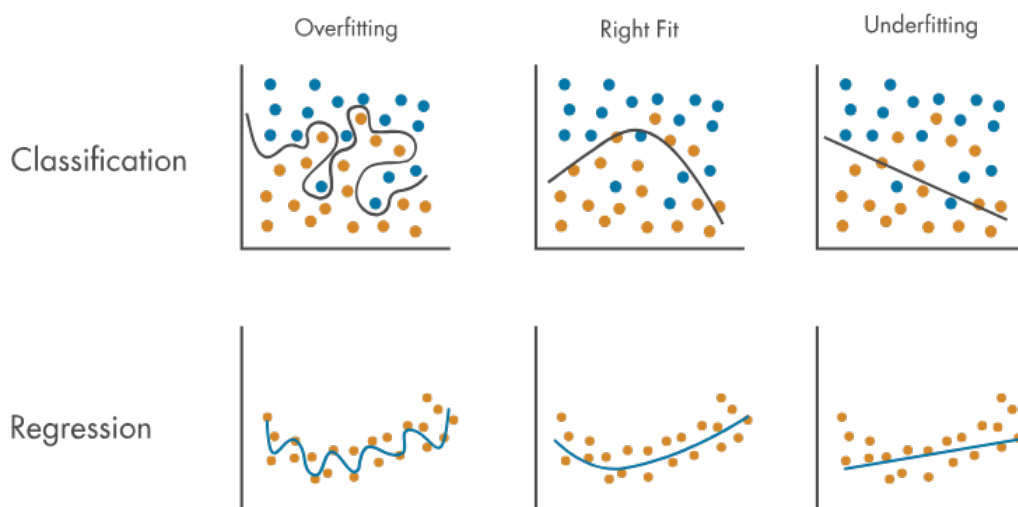 Overfitting
Right Fit
Underfitting
Classification
Regression